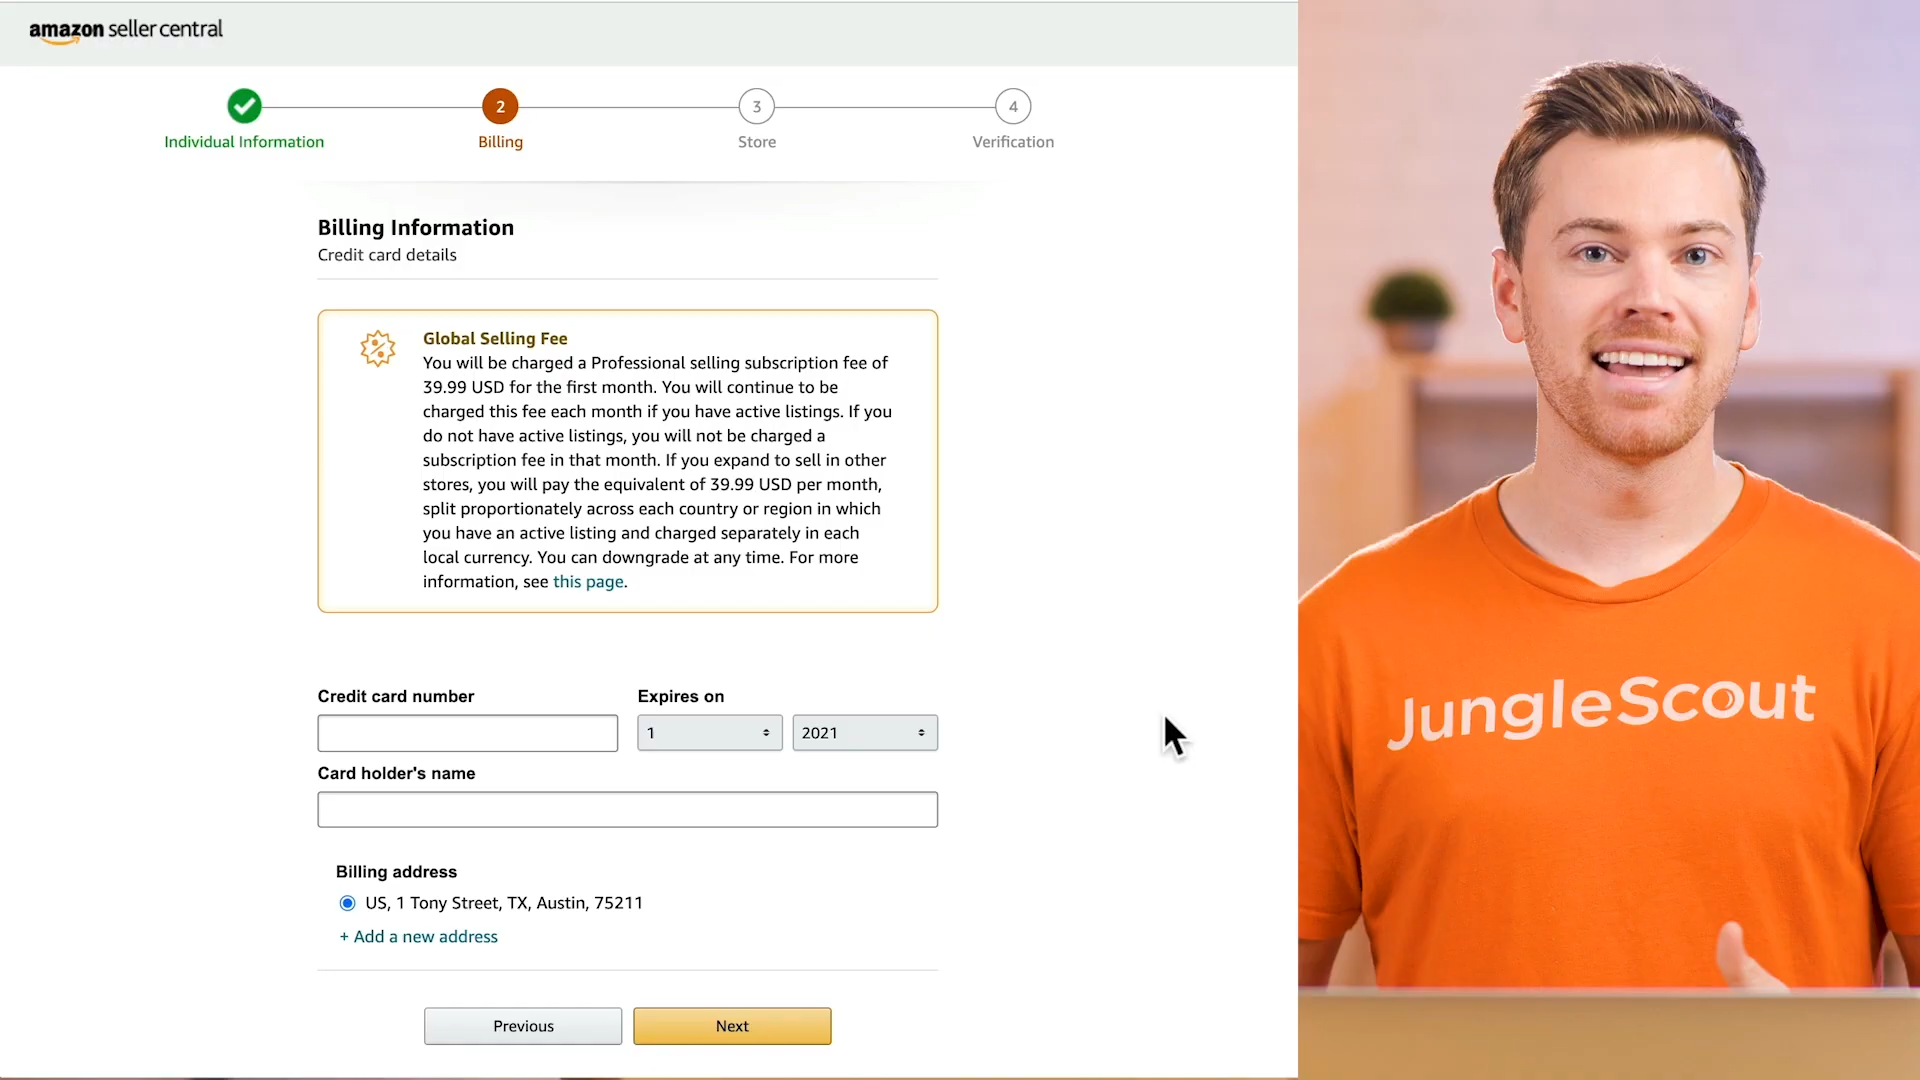 amazon seller central
2
3
4
Individual Information
Billing
Store
Verification
Billing Information
Credit card details
Global Selling Fee
You will be charged a Professional selling subscription fee of
39.99 USD for the first month. You will continue to be
charged this fee each month if you have active listings. If you
do not have active listings, you will not be charged a
subscription fee in that month. If you expand to sell in other
stores, you will pay the equivalent of 39.99 USD per month,
split proportionately across each country or region in which
you have an active listing and charged separately in each
local currency. You can downgrade at any time. For more
information, see this page.
Credit card number
Expires on
1
2021
Card holder's name
Billing address
US, 1 Tony Street, TX, Austin, 75211
+ Add a new address
Previous
Next
JungleScout